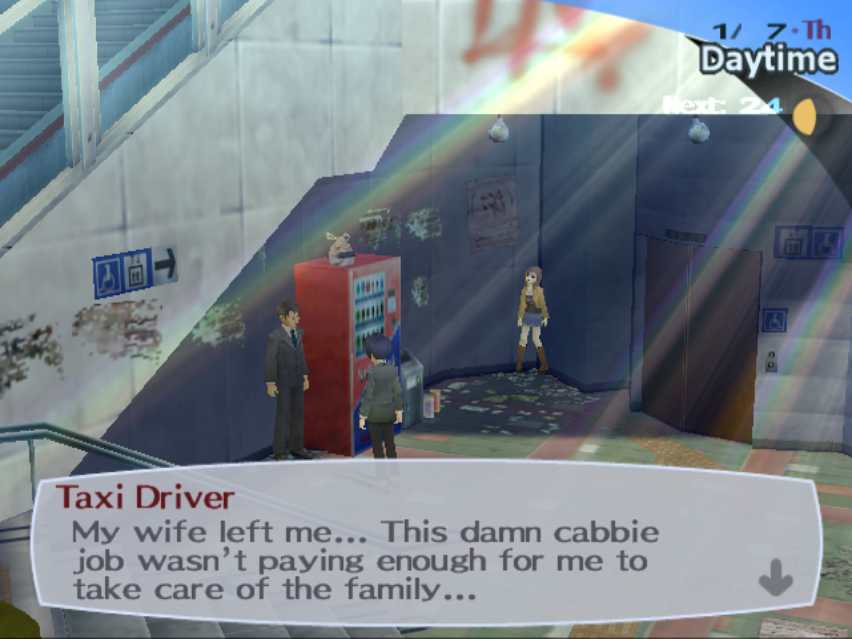 1/ 7・Th
Daytime
Next: 24
Taxi Driver
My wife left me... This damn cabbie
job wasn't paying enough for me to
take care of the family...